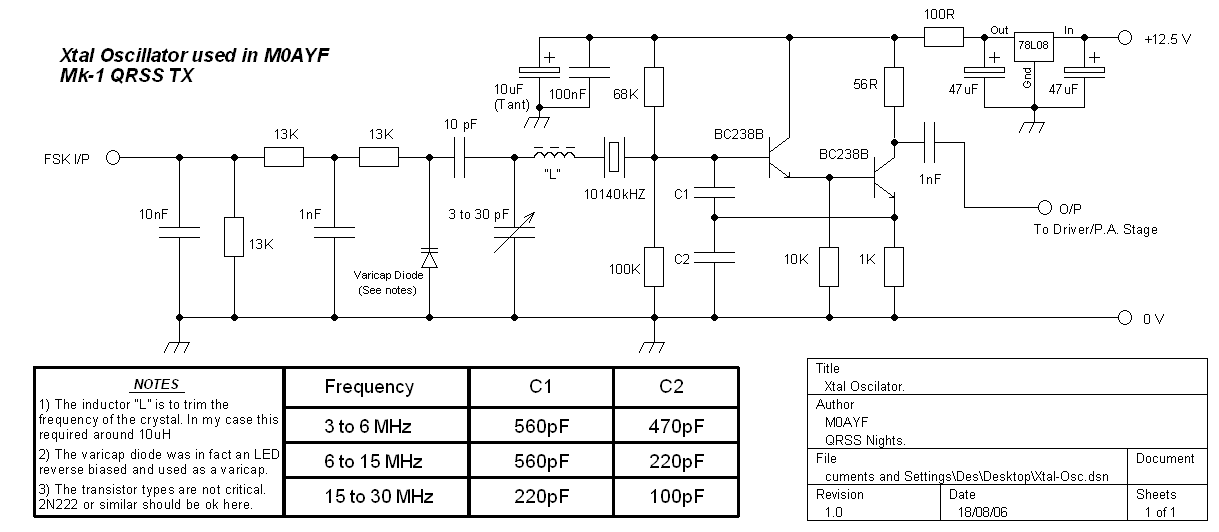 Xtal Oscillator used in M0AYF
Mk-1 QRSS TX
100R
Out
78L08
In
Gnd
+12.5 V
+
47uF
+
47uF
+
10uF
(Tant)
100nF
68K
56R
BC238B
BC238B
1nF
O/P
To Driver/P.A. Stage
FSK I/P
13K
13K
10 pF
"L"
10140kHZ
10nF
13K
1nF
3 to 30 pF
Varicap Diode
(See notes)
C1
C2
100K
10K
1K
0 V
NOTES
1) The inductor "L" is to trim the
frequency of the crystal. In my case this
required around 10uH
2) The varicap diode was in fact an LED
reverse biased and used as a varicap.
3) The transistor types are not critical.
2N222 or similar should be ok here.
Frequency C1 C2
3 to 6 MHz 560pF 470pF
6 to 15 MHz 560pF 220pF
15 to 30 MHz 220pF 100pF
Title
Xtal Oscilator.
Author
M0AYF
QRSS Nights.
File Document
cuments and Settings\Des\Desktop\Xtal-Osc.dsn
Revision Date Sheets
1.0 18/08/06 1 of 1